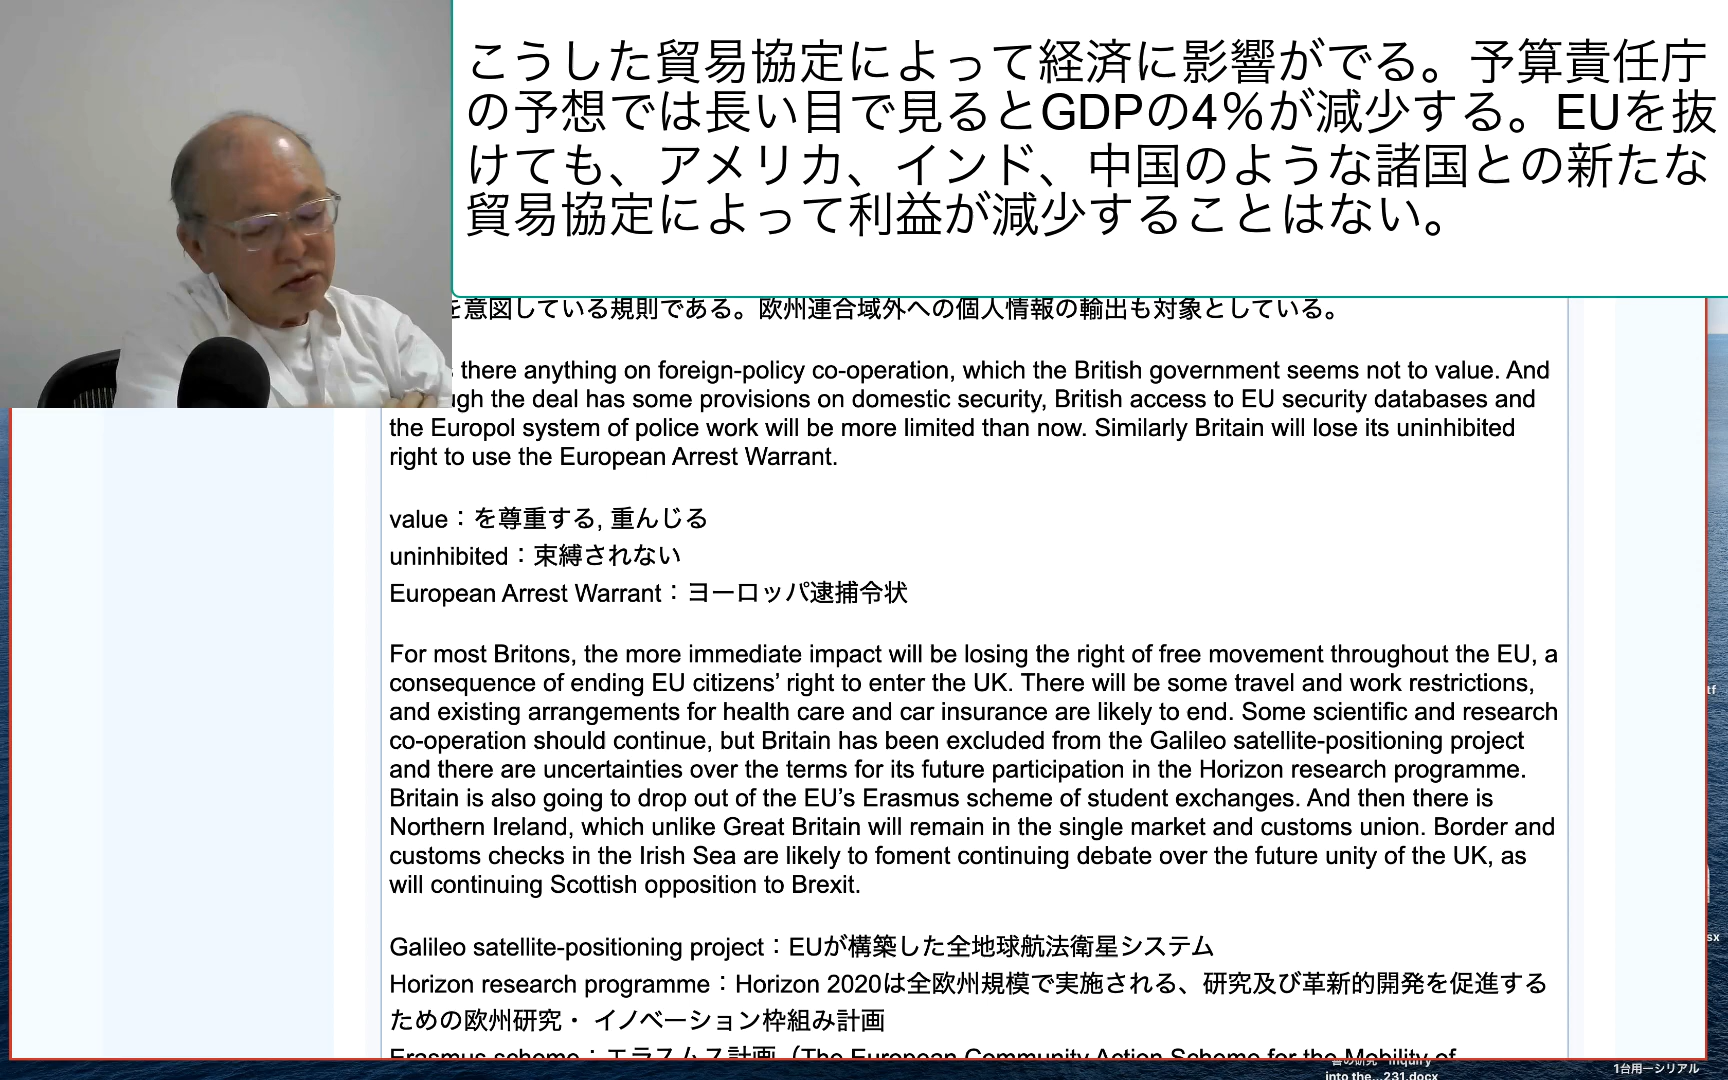 こうした貿易協定によって経済に影響がでる。予算責任庁
の予想では長い目で見るとGDPの4％が減少する。EUを抜
けても、アメリカ、インド、中国のような諸国との新たな
貿易協定によって利益が減少することはない。
を意図している規則である。欧州連合域外への個人情報の輸出も対象としている。
there anything on foreign-policy co-operation, which the British government seems not to value. And
the deal has some provisions on domestic security, British access to EU security databases and
the Europol system of police work will be more limited than now. Similarly Britain will lose its uninhibited
right to use the European Arrest Warrant.
value：を尊重する, 重んじる
uninhibited：束縛されない
European Arrest Warrant：ヨーロッパ逮捕令状
For most Britons, the more immediate impact will be losing the right of free movement throughout the EU, a
consequence of ending EU citizens’ right to enter the UK. There will be some travel and work restrictions,
and existing arrangements for health care and car insurance are likely to end. Some scientific and research
co-operation should continue, but Britain has been excluded from the Galileo satellite-positioning project
and there are uncertainties over the terms for its future participation in the Horizon research programme.
Britain is also going to drop out of the EU’s Erasmus scheme of student exchanges. And then there is
Northern Ireland, which unlike Great Britain will remain in the single market and customs union. Border and
customs checks in the Irish Sea are likely to foment continuing debate over the future unity of the UK, as
will continuing Scottish opposition to Brexit.
Galileo satellite-positioning project：EUが構築した全地球航法衛星システム
Horizon research programme：Horizon 2020は全欧州規模で実施される、研究及び革新的開発を促進する
ための欧州研究・ イノベーション枠組み計画
Erasmus scheme：エラスムス計画（The European Community Action Scheme for the Mobility of
into the...231.docx
1台用ーシリアル